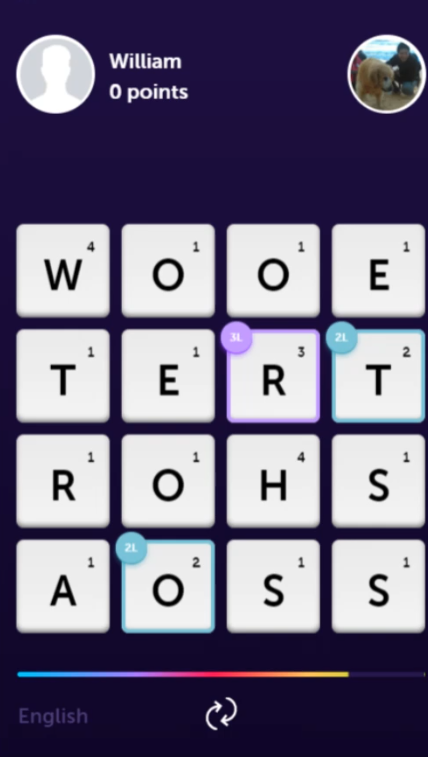 William
0 points
W 4 O 1 O 1 E 1
T 1 E 1 3L R 3 2L T 2
R 1 O 1 H 4 S 1
A 1 2L O 2 S 1 S 1
English